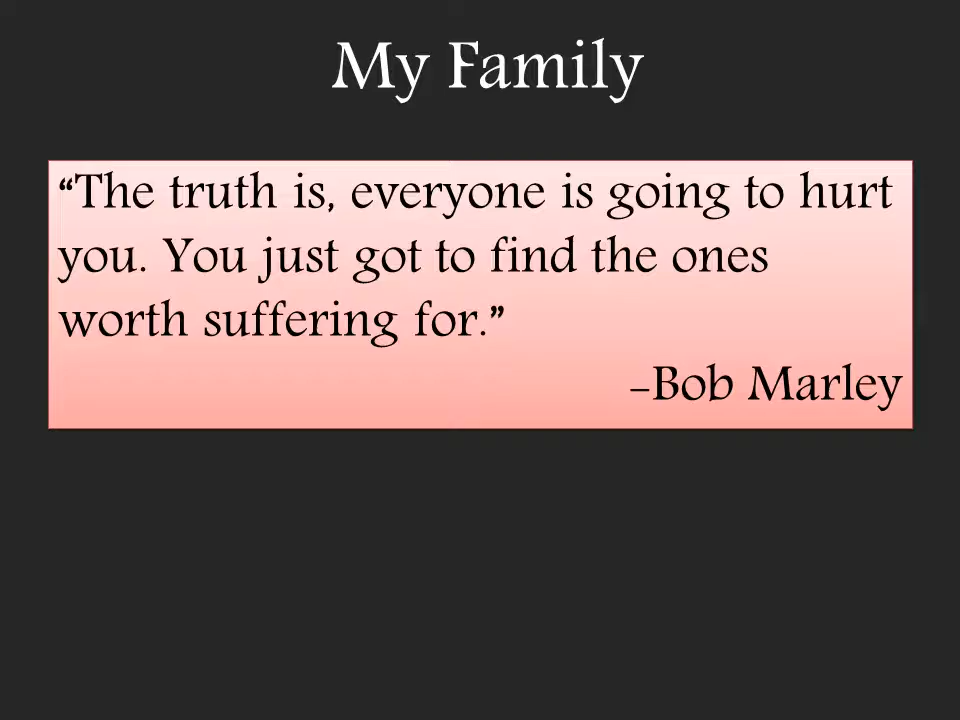 My Family
“The truth is, everyone is going to hurt
you. You just got to find the ones
worth suffering for.”
-Bob Marley